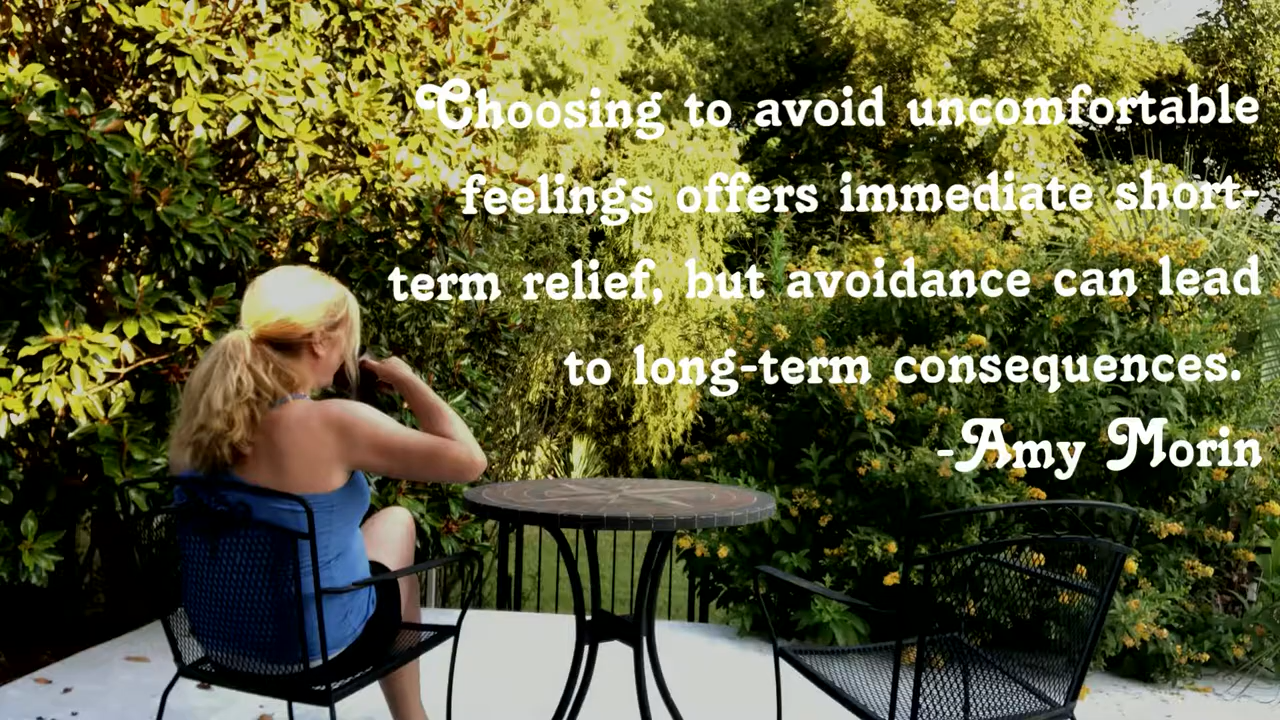 Choosing to avoid uncomfortable
feelings offers immediate short-
term relief, but avoidance can lead
to long-term consequences.
-Amy Morin